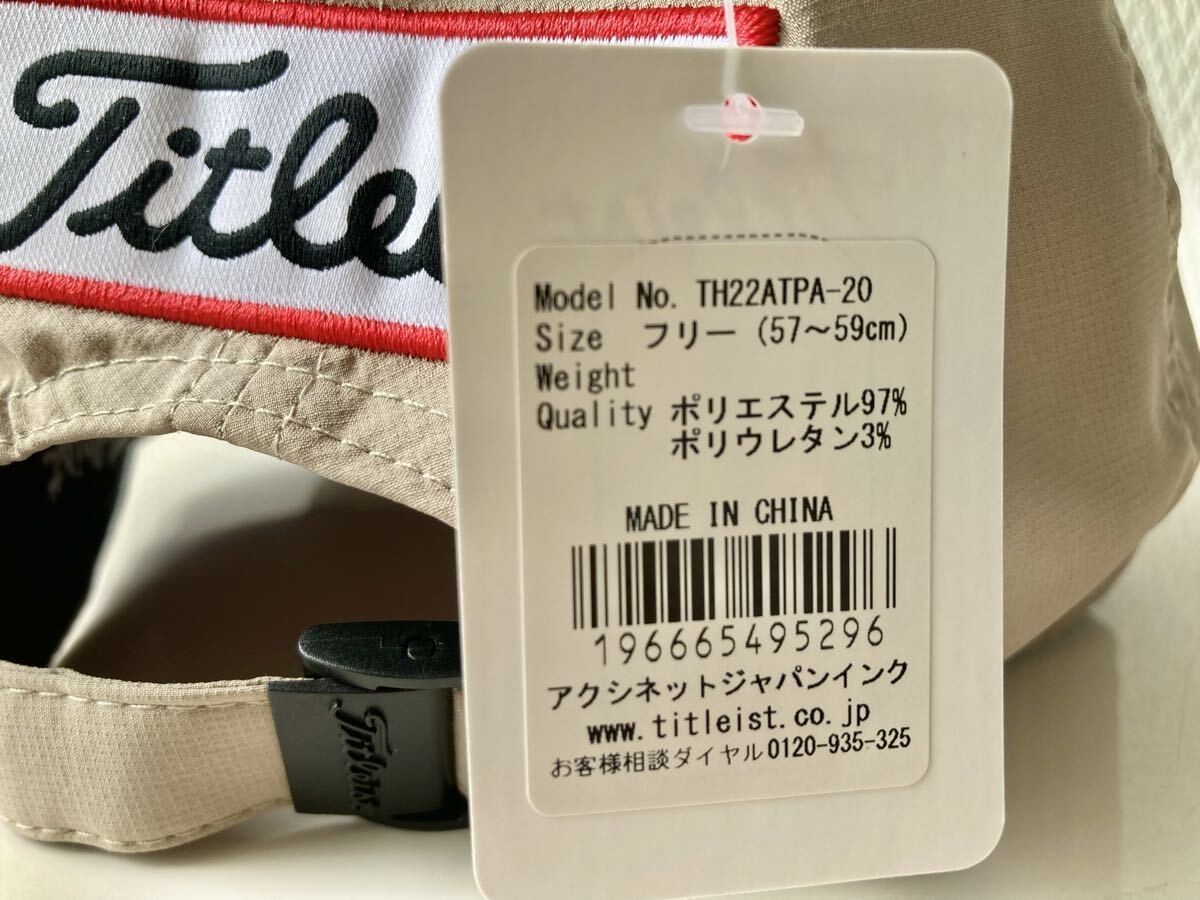 Titlei
Model No. TH22ATPA-20
Size フリー (57～59cm)
Weight
Quality ポリエステル97%
ポリウレタン3%
MADE IN CHINA
196665495296
アクシネットジャパンインク
www.titleist.co.jp
お客様相談ダイヤル0120-935-325